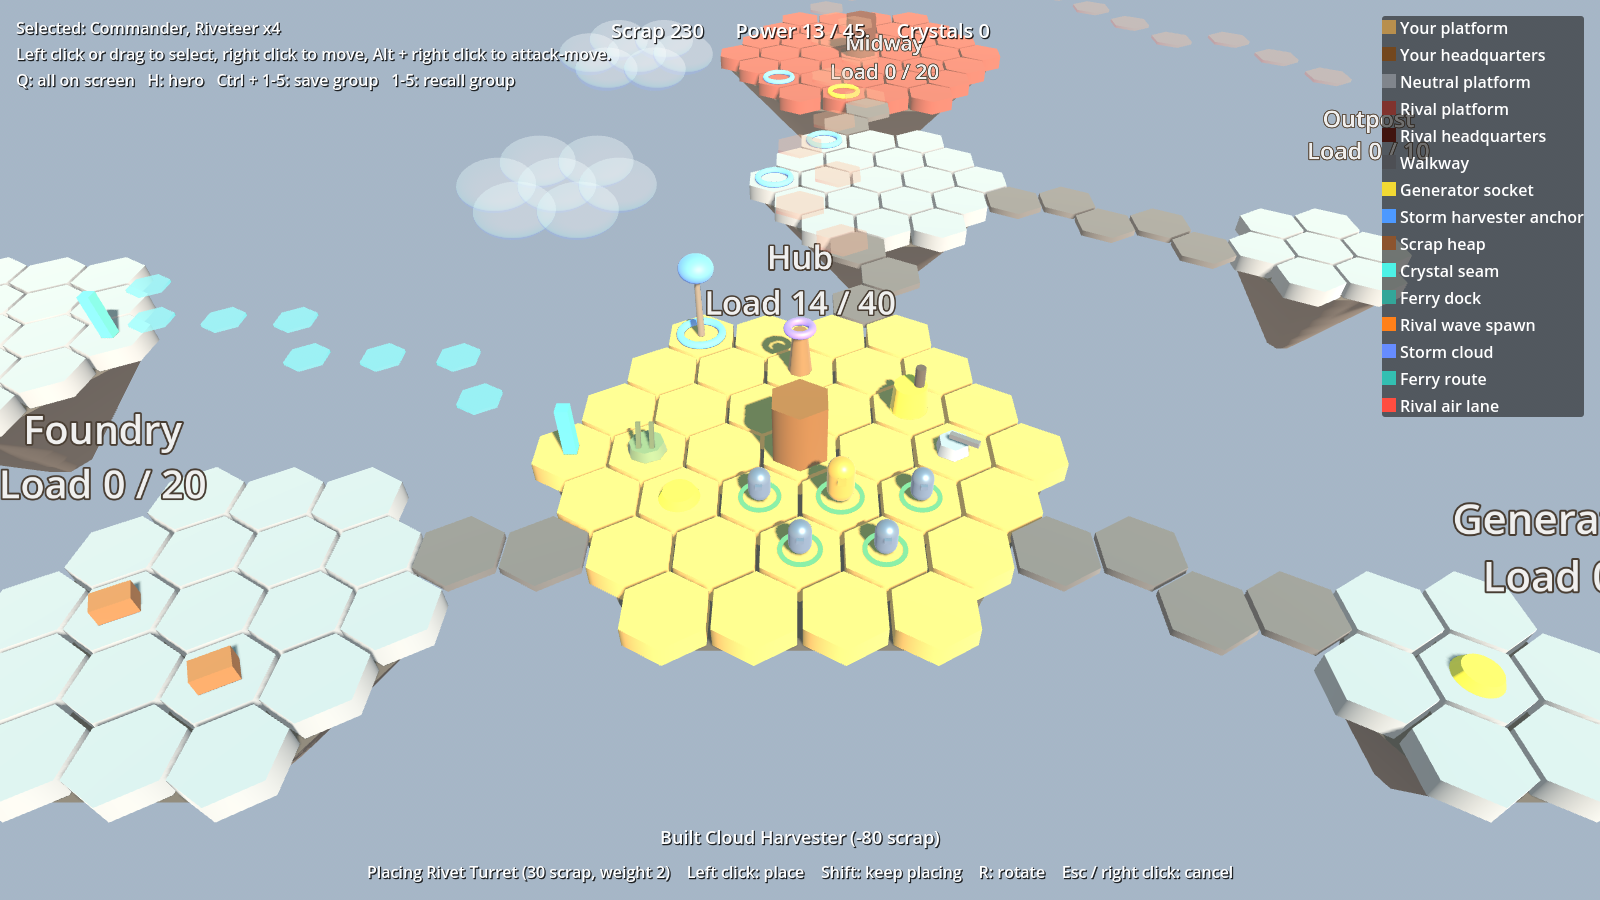 Selected: Commander, Riveteer x4
Left click or drag to select, right click to move, Alt + right click to attack-move.
Q: all on screen   H: hero   Ctrl + 1-5: save group   1-5: recall group
Scrap 230   Power 13 / 45   Crystals 0
Midway
Load 0 / 20
Outpost
Load 0 / 10
Your platform
Your headquarters
Neutral platform
Rival platform
Rival headquarters
Walkway
Generator socket
Storm harvester anchor
Scrap heap
Crystal seam
Ferry dock
Rival wave spawn
Storm cloud
Ferry route
Rival air lane
Hub
Load 14 / 40
Foundry
Load 0 / 20
Genera
Load
Built Cloud Harvester (-80 scrap)
Placing Rivet Turret (30 scrap, weight 2)   Left click: place   Shift: keep placing   R: rotate   Esc / right click: cancel